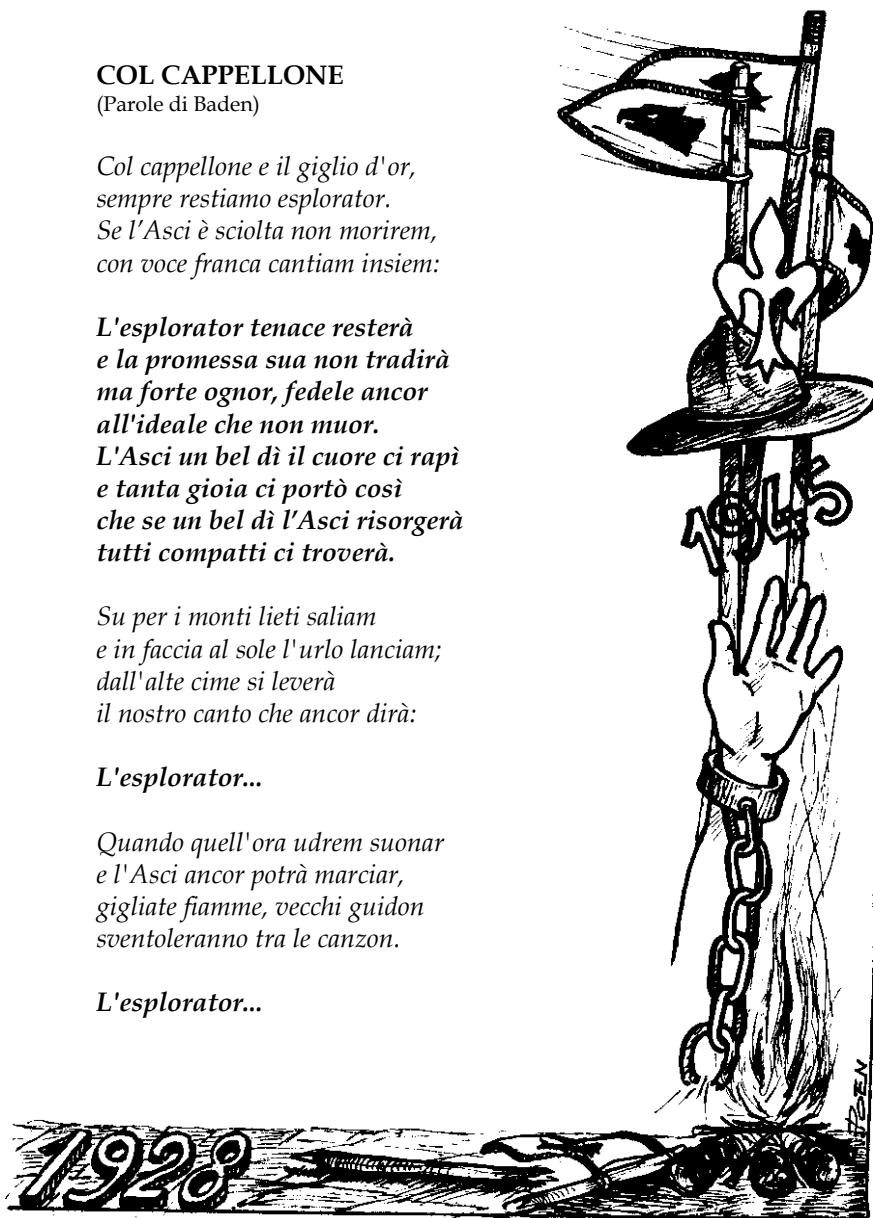 COL CAPPELLONE
(Parole di Baden)
Col cappellone e il giglio d'or,
sempre restiamo esplorator.
Se l’Asci è sciolta non morirem,
con voce franca cantiam insiem:
L'esplorator tenace resterà
e la promessa sua non tradirà
ma forte ognor, fedele ancor
all'ideale che non muor.
L'Asci un bel dì il cuore ci rapì
e tanta gioia ci portò così
che se un bel dì l’Asci risorgerà
tutti compatti ci troverà.
Su per i monti lieti saliam
e in faccia al sole l'urlo lanciam;
dall'alte cime si leverà
il nostro canto che ancor dirà:
L'esplorator...
Quando quell'ora udrem suonar
e l'Asci ancor potrà marciar,
gigliate fiamme, vecchi guidon
sventoleranno tra le canzon.
L'esplorator...
1945
POEN
1928